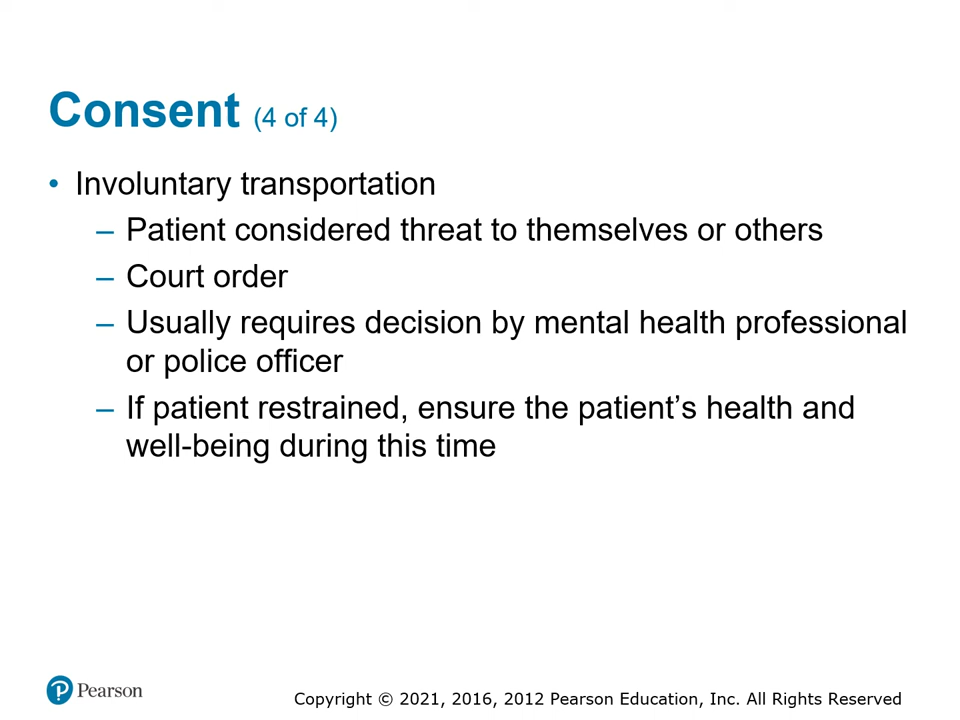 Consent (4 of 4)
• Involuntary transportation
– Patient considered threat to themselves or others
– Court order
– Usually requires decision by mental health professional
or police officer
– If patient restrained, ensure the patient’s health and
well-being during this time
Pearson
Copyright © 2021, 2016, 2012 Pearson Education, Inc. All Rights Reserved